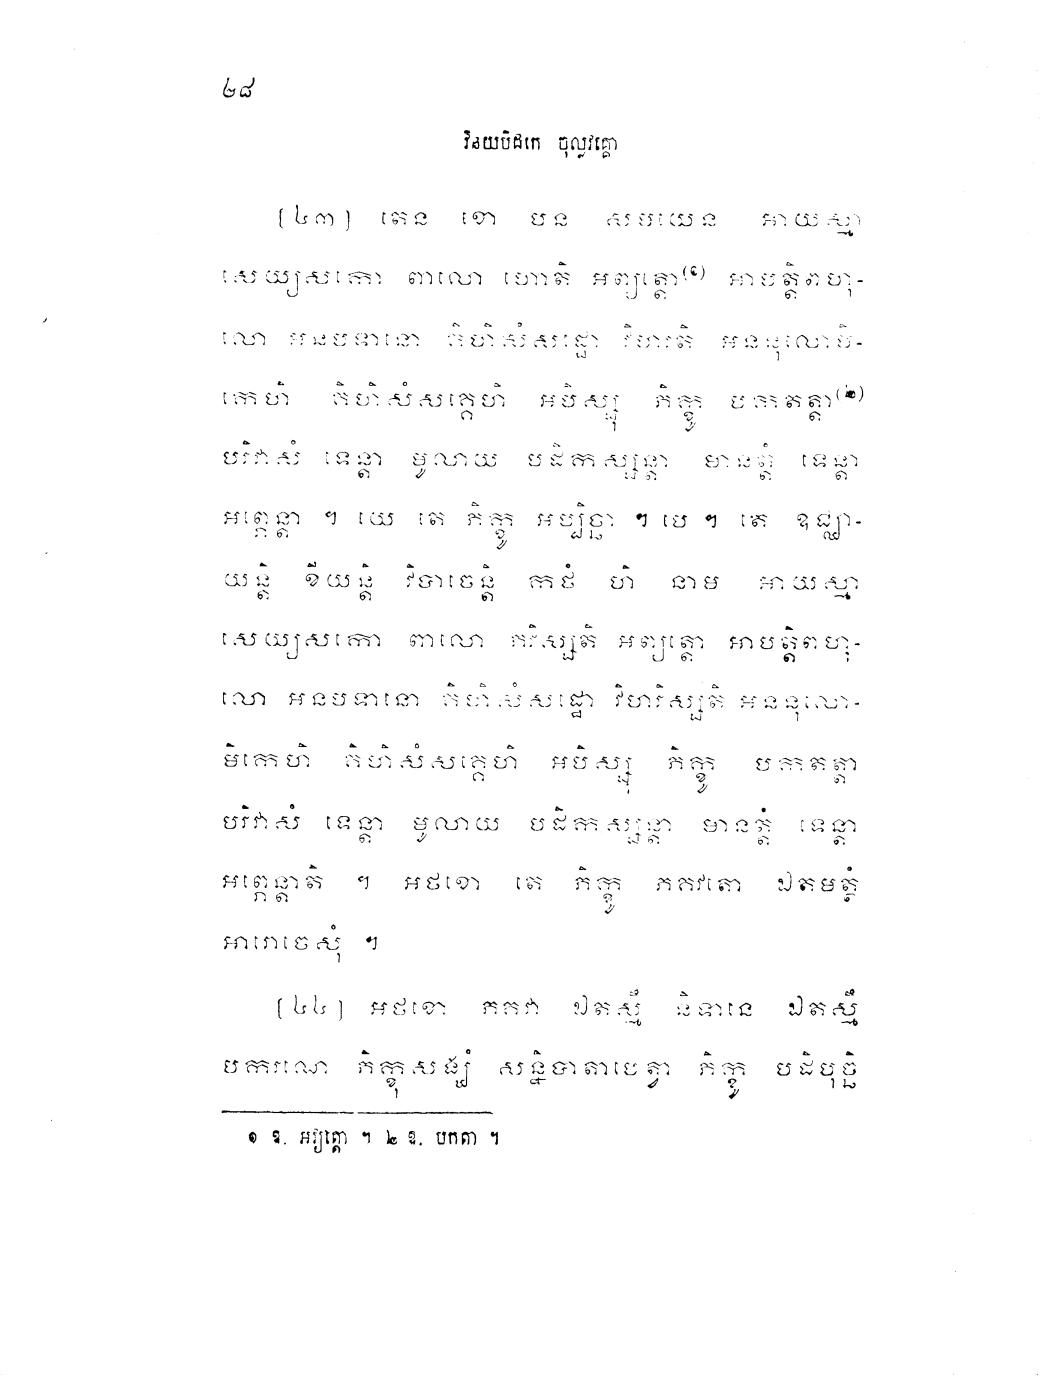 ២៨
វិនយបិដកេ ចុល្លវគ្គោ
[៤៣] តេន ខោ បន សមយេន អាយស្មា
សេយ្យសកោ ពាលោ ហោតិ អព្យត្តោ(១) អាបត្តិពហុ-
លោ អនបទានោ គិហិសំសដ្ឋោ វិហរតិ អននុលោមិ-
កេហិ គិហិសំសគ្គេហិ អបិស្សុ ភិក្ខូ បកតត្តា(២)
បរិវាសំ ទេន្តា មូលាយ បដិកស្សន្តា មានត្តំ ទេន្តា
អព្ភេន្តា ។ យេ តេ ភិក្ខូ អប្បិច្ឆា ។ បេ ។ តេ ឧជ្ឈា-
យន្តិ ខីយន្តិ វិបាចេន្តិ កថំ ហិ នាម អាយស្មា
សេយ្យសកោ ពាលោ ភវិស្សតិ អព្យត្តោ អាបត្តិពហុ-
លោ អនបទានោ គិហិសំសដ្ឋោ វិហរិស្សតិ អននុលោ-
មិកេហិ គិហិសំសគ្គេហិ អបិស្សុ ភិក្ខូ បកតត្តា
បរិវាសំ ទេន្តា មូលាយ បដិកស្សន្តា មានត្តំ ទេន្តា
អព្ភេន្តាតិ ។ អថខោ តេ ភិក្ខូ ភគវតោ ឯតមត្ថំ
អារោចេសុំ ។
[៤៤] អថខោ ភគវា ឯតស្មឹ និទានេ ឯតស្មឹ
បករណេ ភិក្ខុសង្ឃំ សន្និបាតាបេត្វា ភិក្ខូ បដិបុច្ឆិ
១ ឱ. អវ្យត្តោ ។ ២ ឱ. បកតា ។